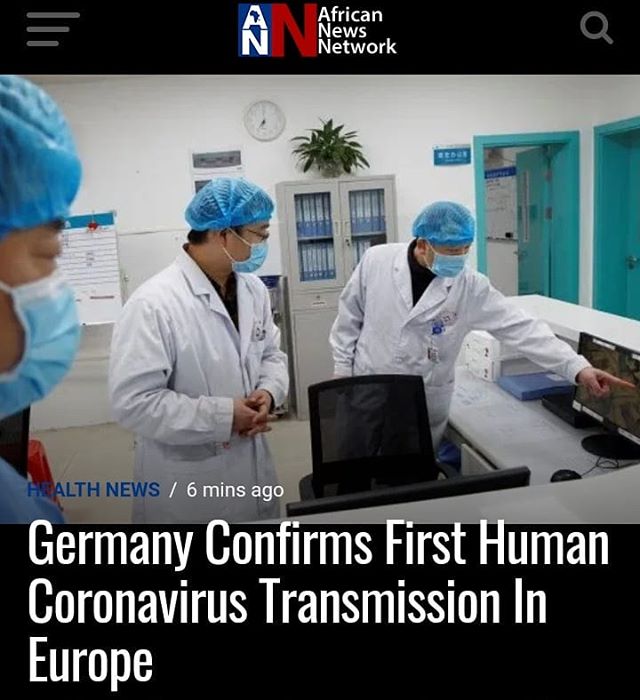 African
News
Network
AN
N
HEALTH NEWS / 6 mins ago
Germany Confirms First Human
Coronavirus Transmission In
Europe